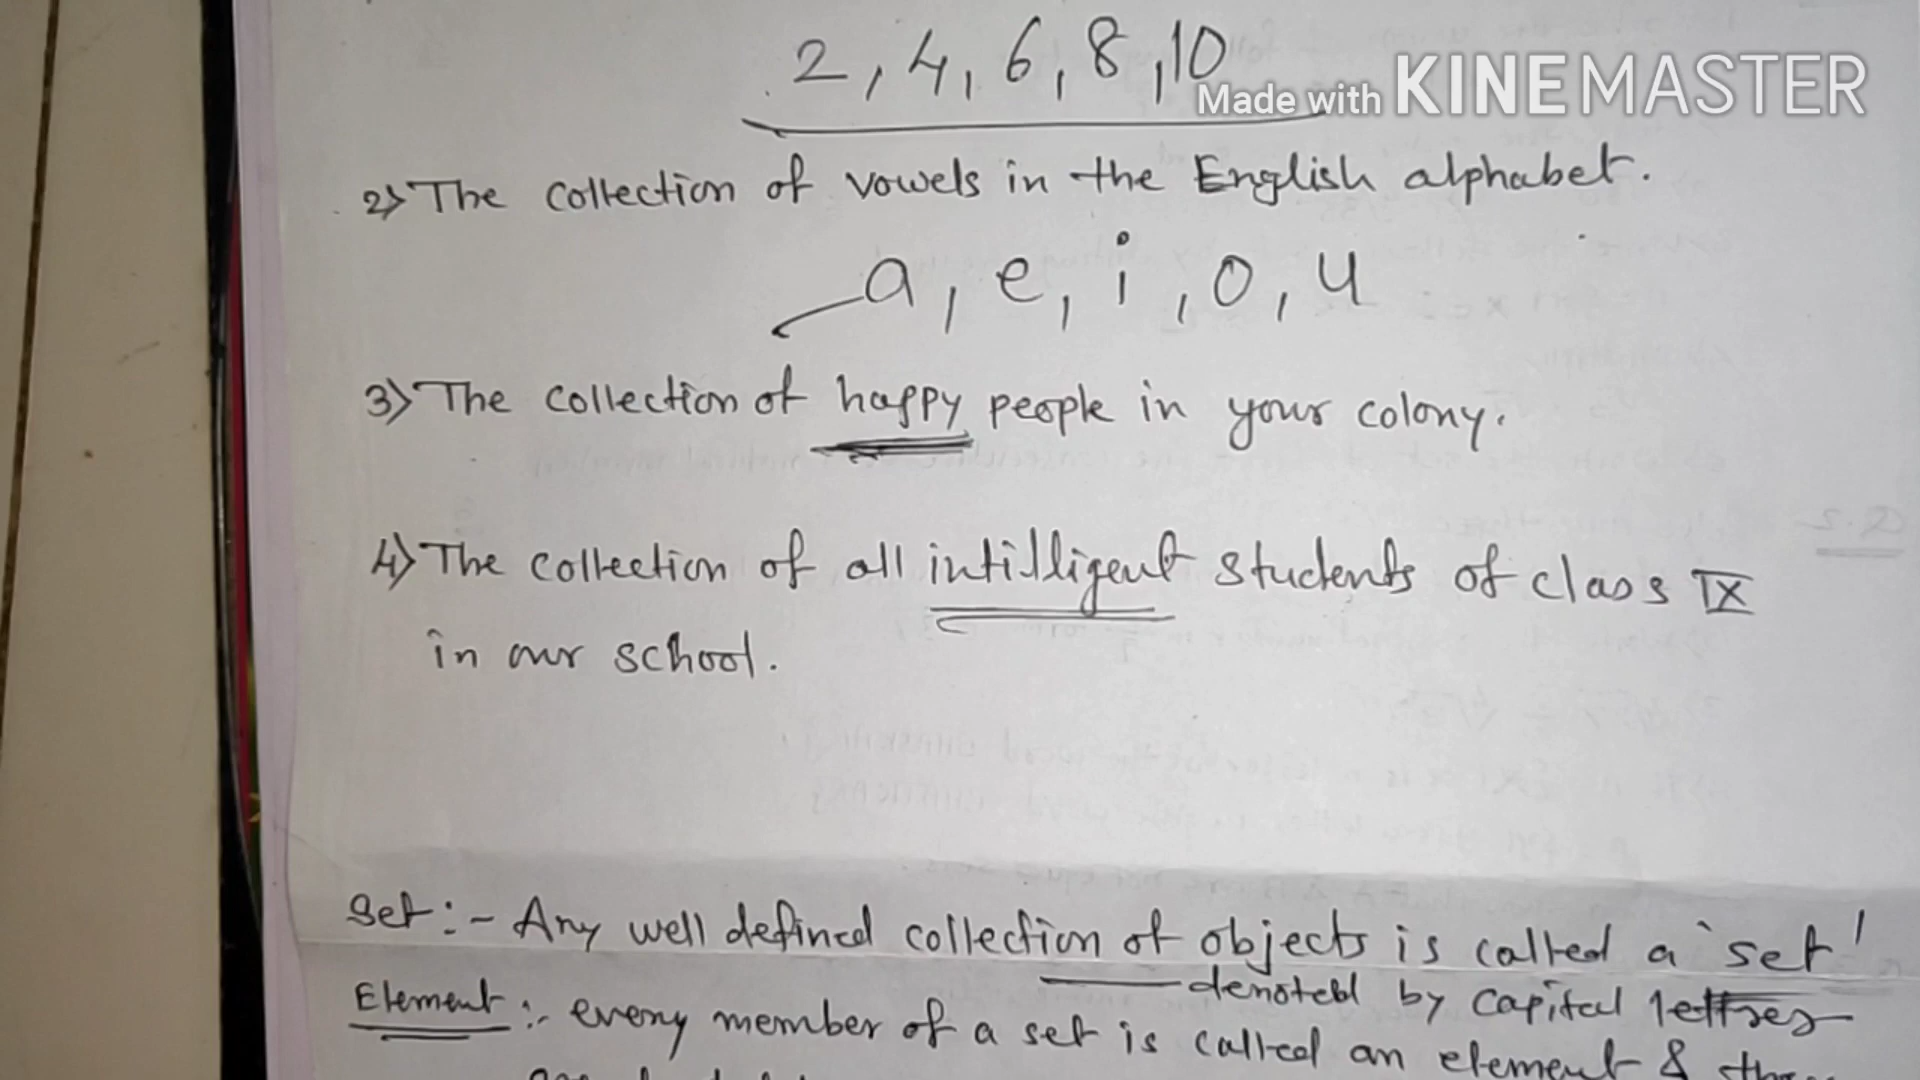 2, 4, 6, 8, 10
Made with KINEMASTER
2) The collection of vowels in the English alphabet.
a, e, i, o, u
3) The collection of happy people in your colony.
4) The collection of all intilligent students of class IX
in our school.
Set :- Any well defined collection of objects is called a 'set'
denoted by capital lettres
Element :- every member of a set is called an element &